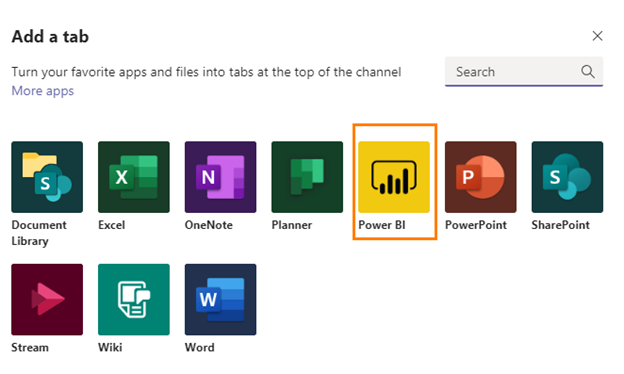 Add a tab
Turn your favorite apps and files into tabs at the top of the channel
Search
More apps
S
X
N
P
S
Document
Library
Excel
OneNote
Planner
Power BI
PowerPoint
SharePoint
W
Stream
Wiki
Word